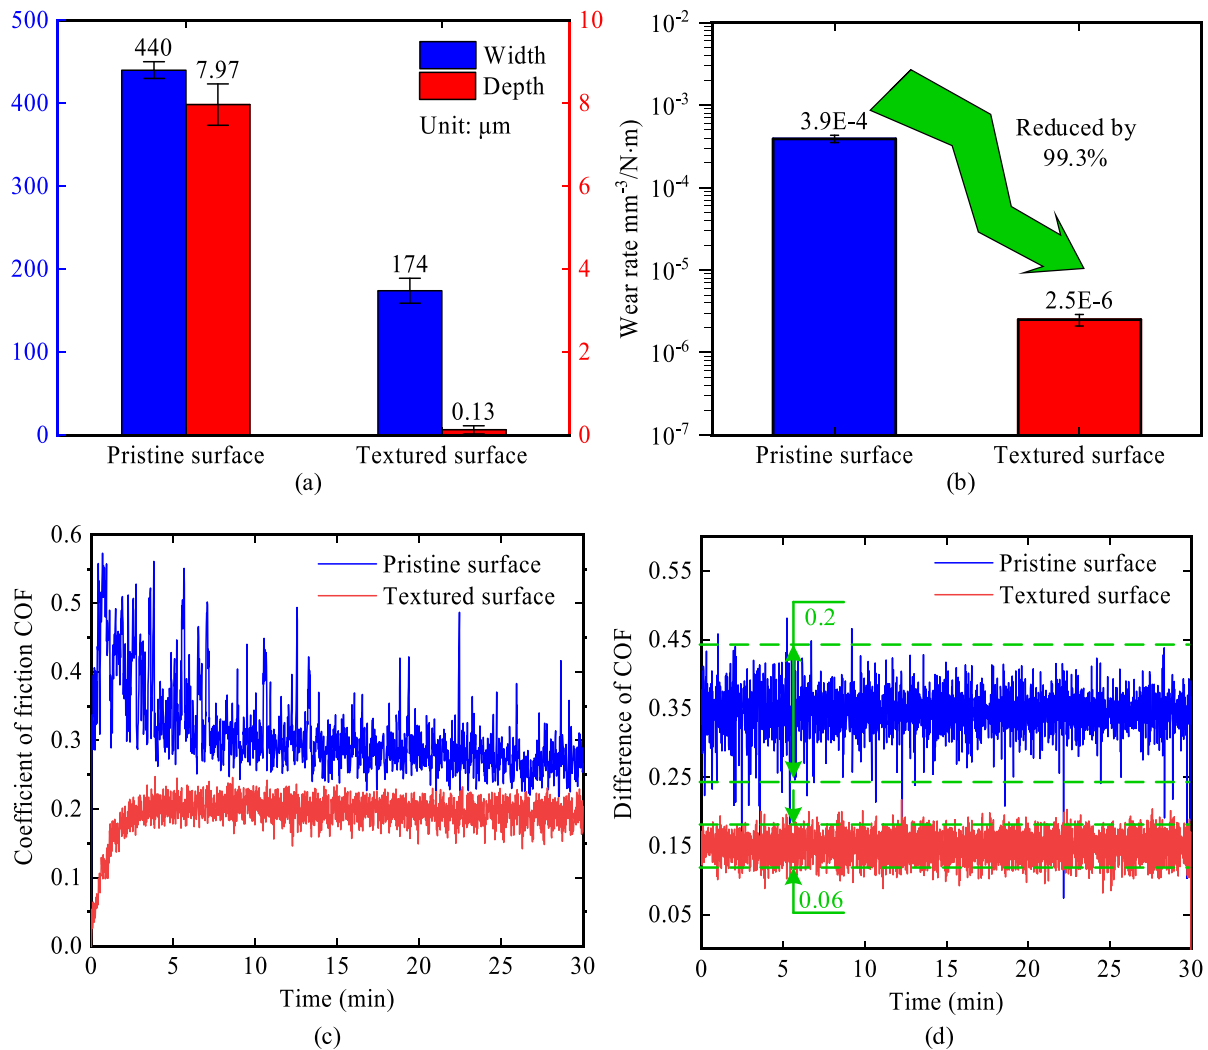 500
400
300
200
100
0
10
8
6
4
2
0
440
7.97
174
0.13
Width
Depth
Unit: μm
Pristine surface
Textured surface
(a)
Wear rate mm-3/N·m
10-2
10-3
10-4
10-5
10-6
10-7
3.9E-4
2.5E-6
Reduced by
99.3%
Pristine surface
Textured surface
(b)
Coefficient of friction COF
0.6
0.5
0.4
0.3
0.2
0.1
0.0
Pristine surface
Textured surface
0 5 10 15 20 25 30
Time (min)
(c)
Difference of COF
0.55
0.45
0.35
0.25
0.15
0.05
Pristine surface
Textured surface
0.2
0.06
0 5 10 15 20 25 30
Time (min)
(d)